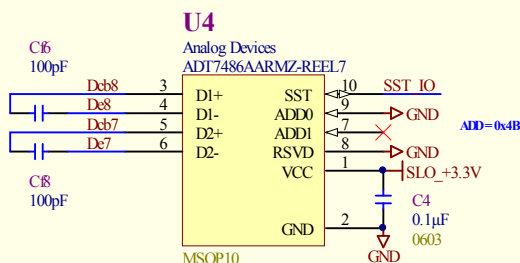 U4
Analog Devices
ADT7486AARMZ-REEL7
Cf6
100pF
Dcb8 3 D1+ SST 10 SST_IO
De8 4 D1- ADD0 9 GND
Dcb7 5 D2+ ADD1 7 ADD=0x4B
De7 6 D2- RSVD 8 GND
VCC 1 SLO_+3.3V
Cf8
100pF
C4
0.1µF
0603
GND 2
GND
MSOP10